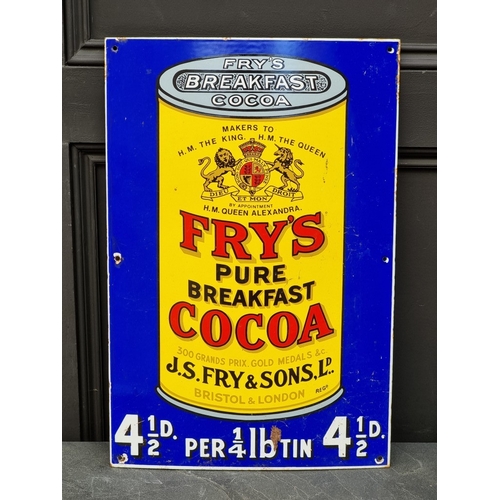 FRY'S
BREAKFAST
COCOA
MAKERS TO
H.M. THE KING. H.M. THE QUEEN
DIEU ET MON DROIT
BY APPOINTMENT
H.M. QUEEN ALEXANDRA.
FRY'S
PURE
BREAKFAST
COCOA
300 GRANDS PRIX, GOLD MEDALS &c.
J.S. FRY & SONS, LD..
BRISTOL & LONDON REGD
4½D. PER ¼lb TIN 4½D.